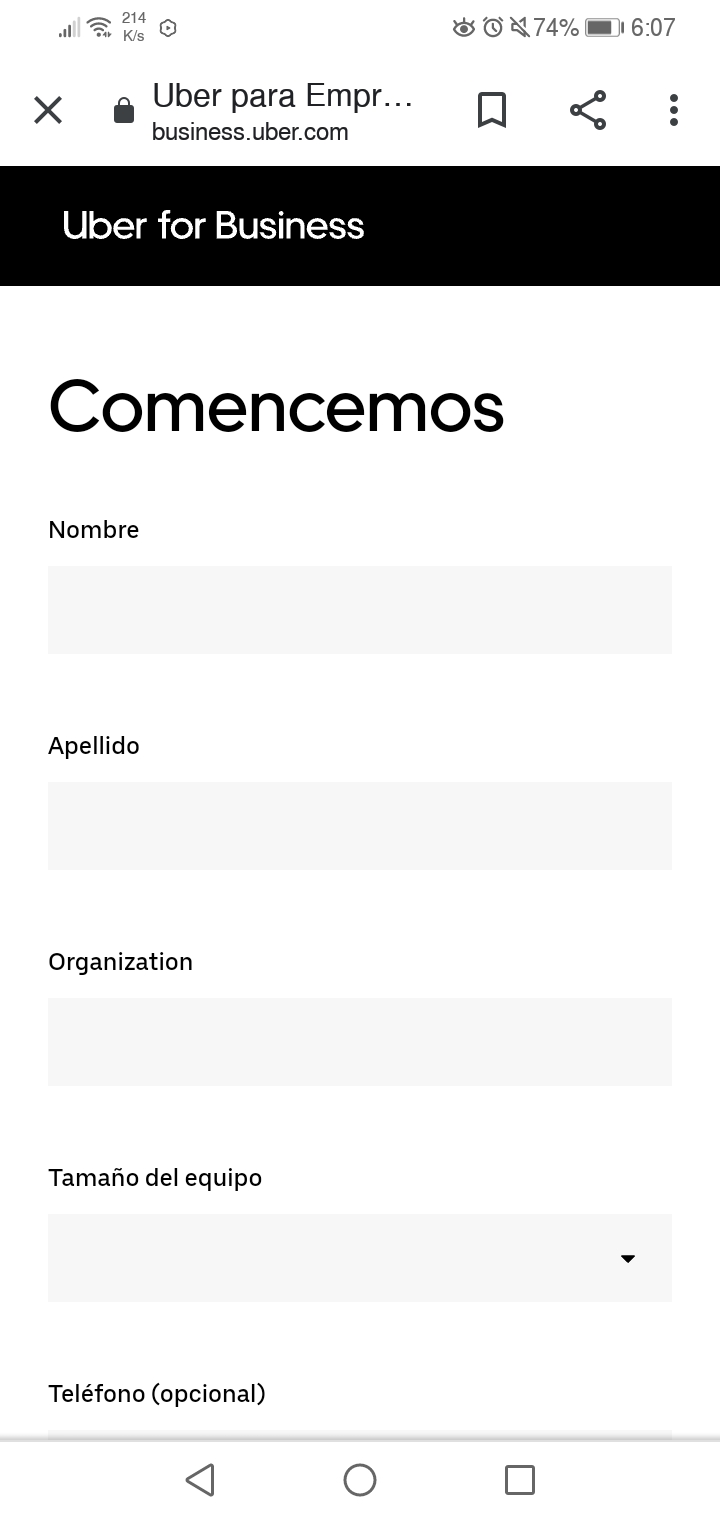 214
K/s
74%
6:07
Uber para Empr...
business.uber.com
Uber for Business
Comencemos
Nombre
Apellido
Organization
Tamaño del equipo
Teléfono (opcional)